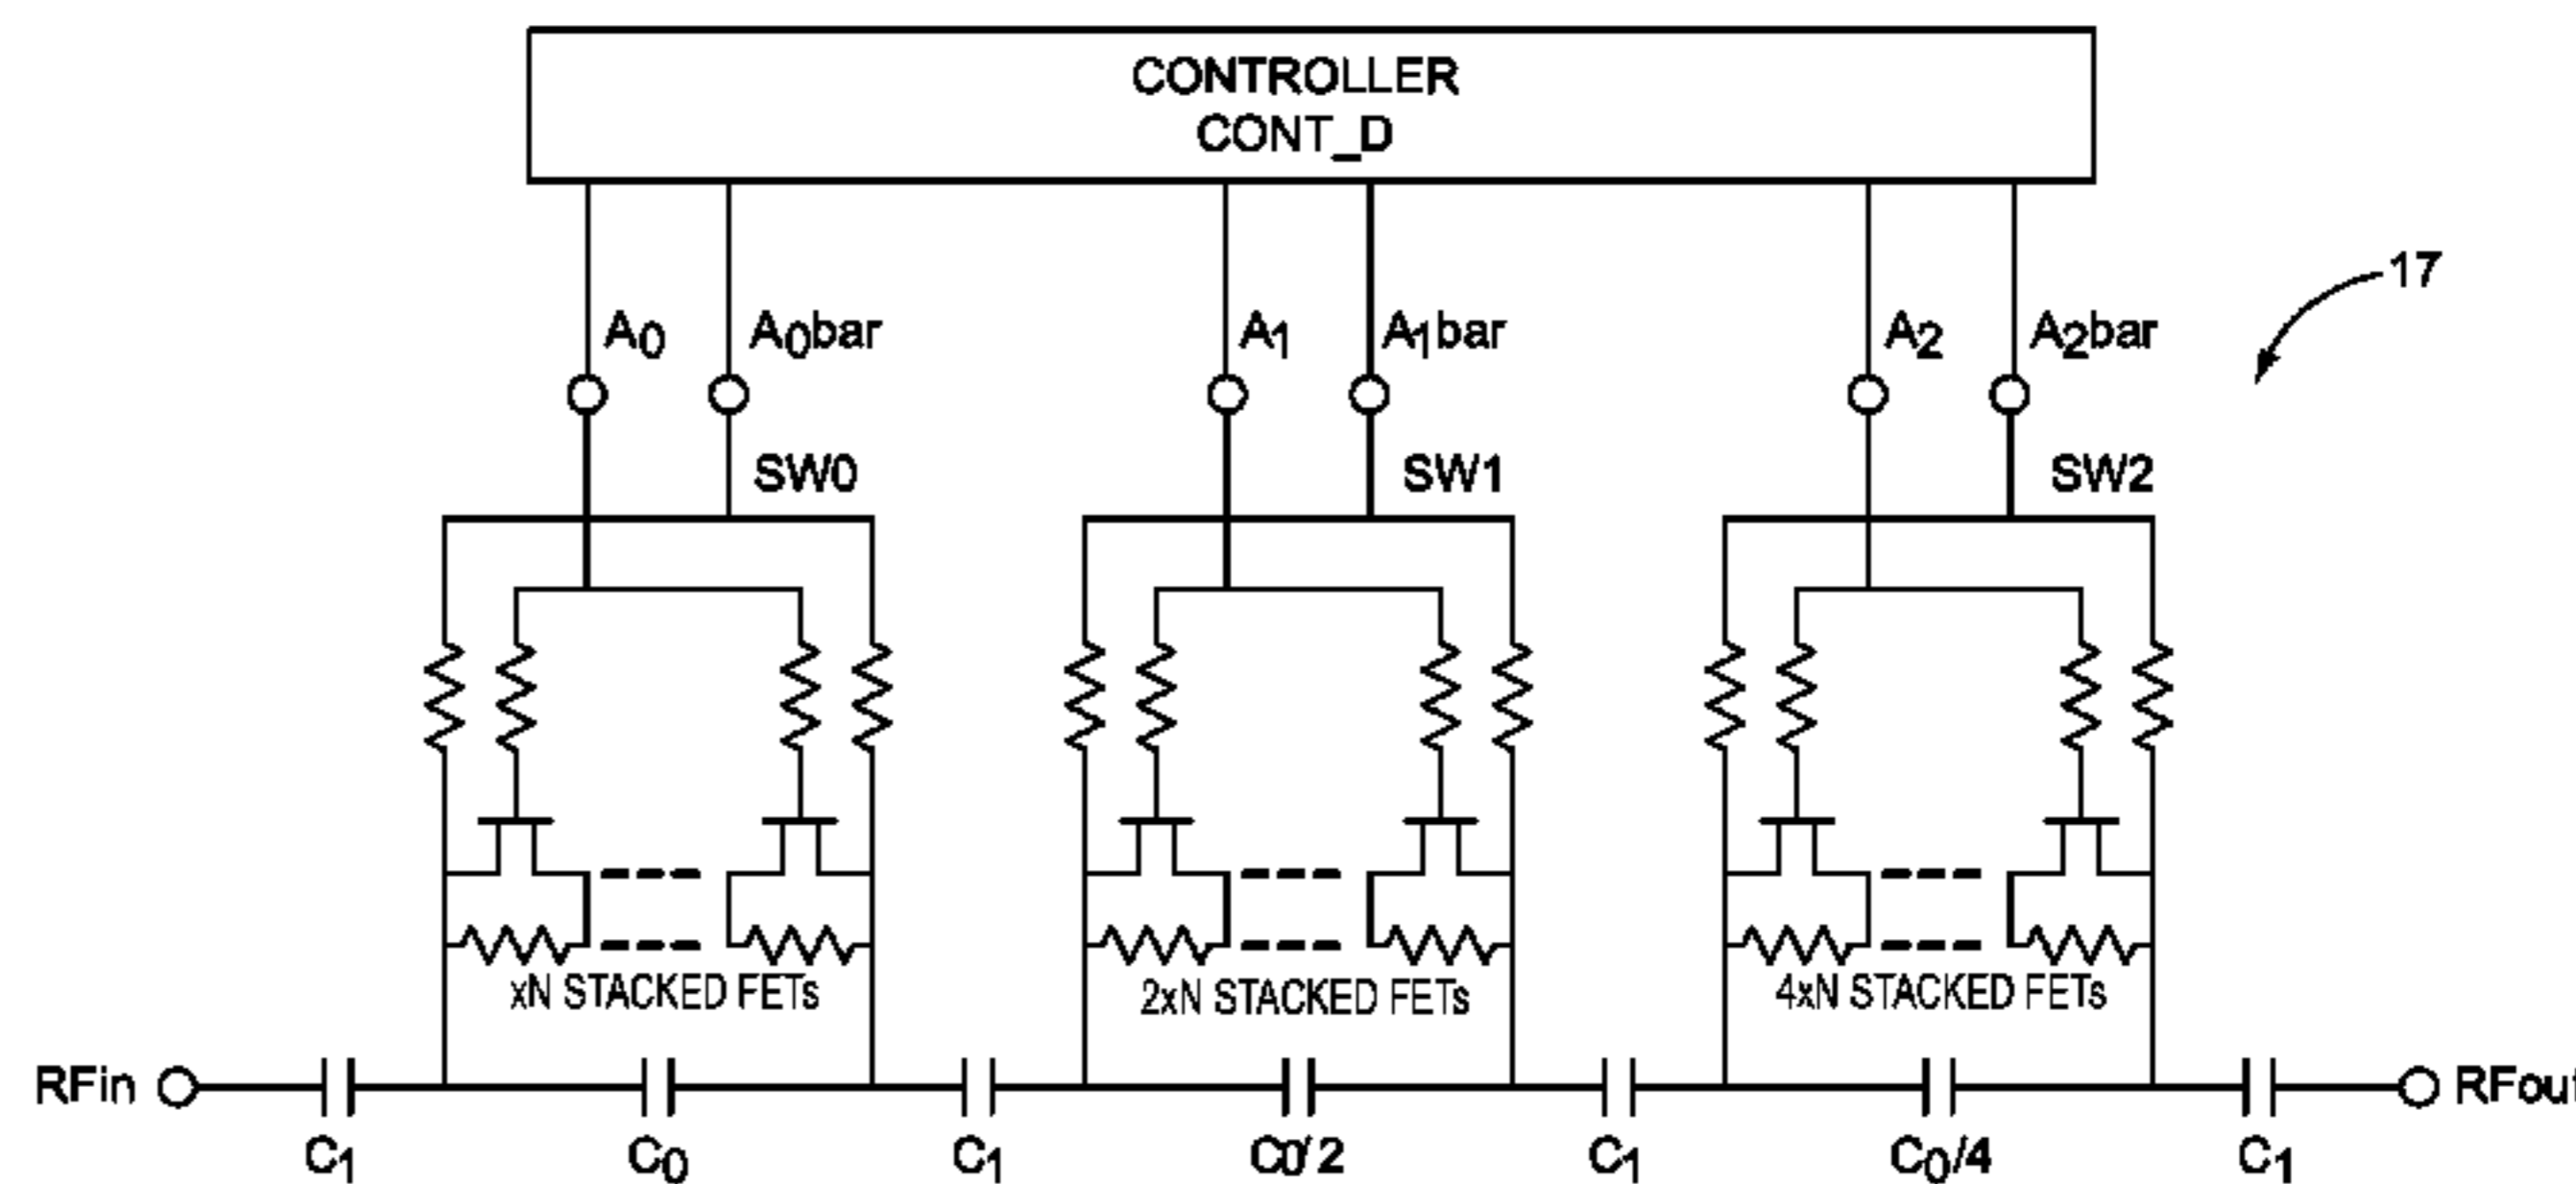 CONTROLLER
CONT_D
17
A0 A0bar A1 A1bar A2 A2bar
SW0 SW1 SW2
xN STACKED FETs 2xN STACKED FETs 4xN STACKED FETs
RFin RFout
C1 C0 C1 C0/2 C1 C0/4 C1